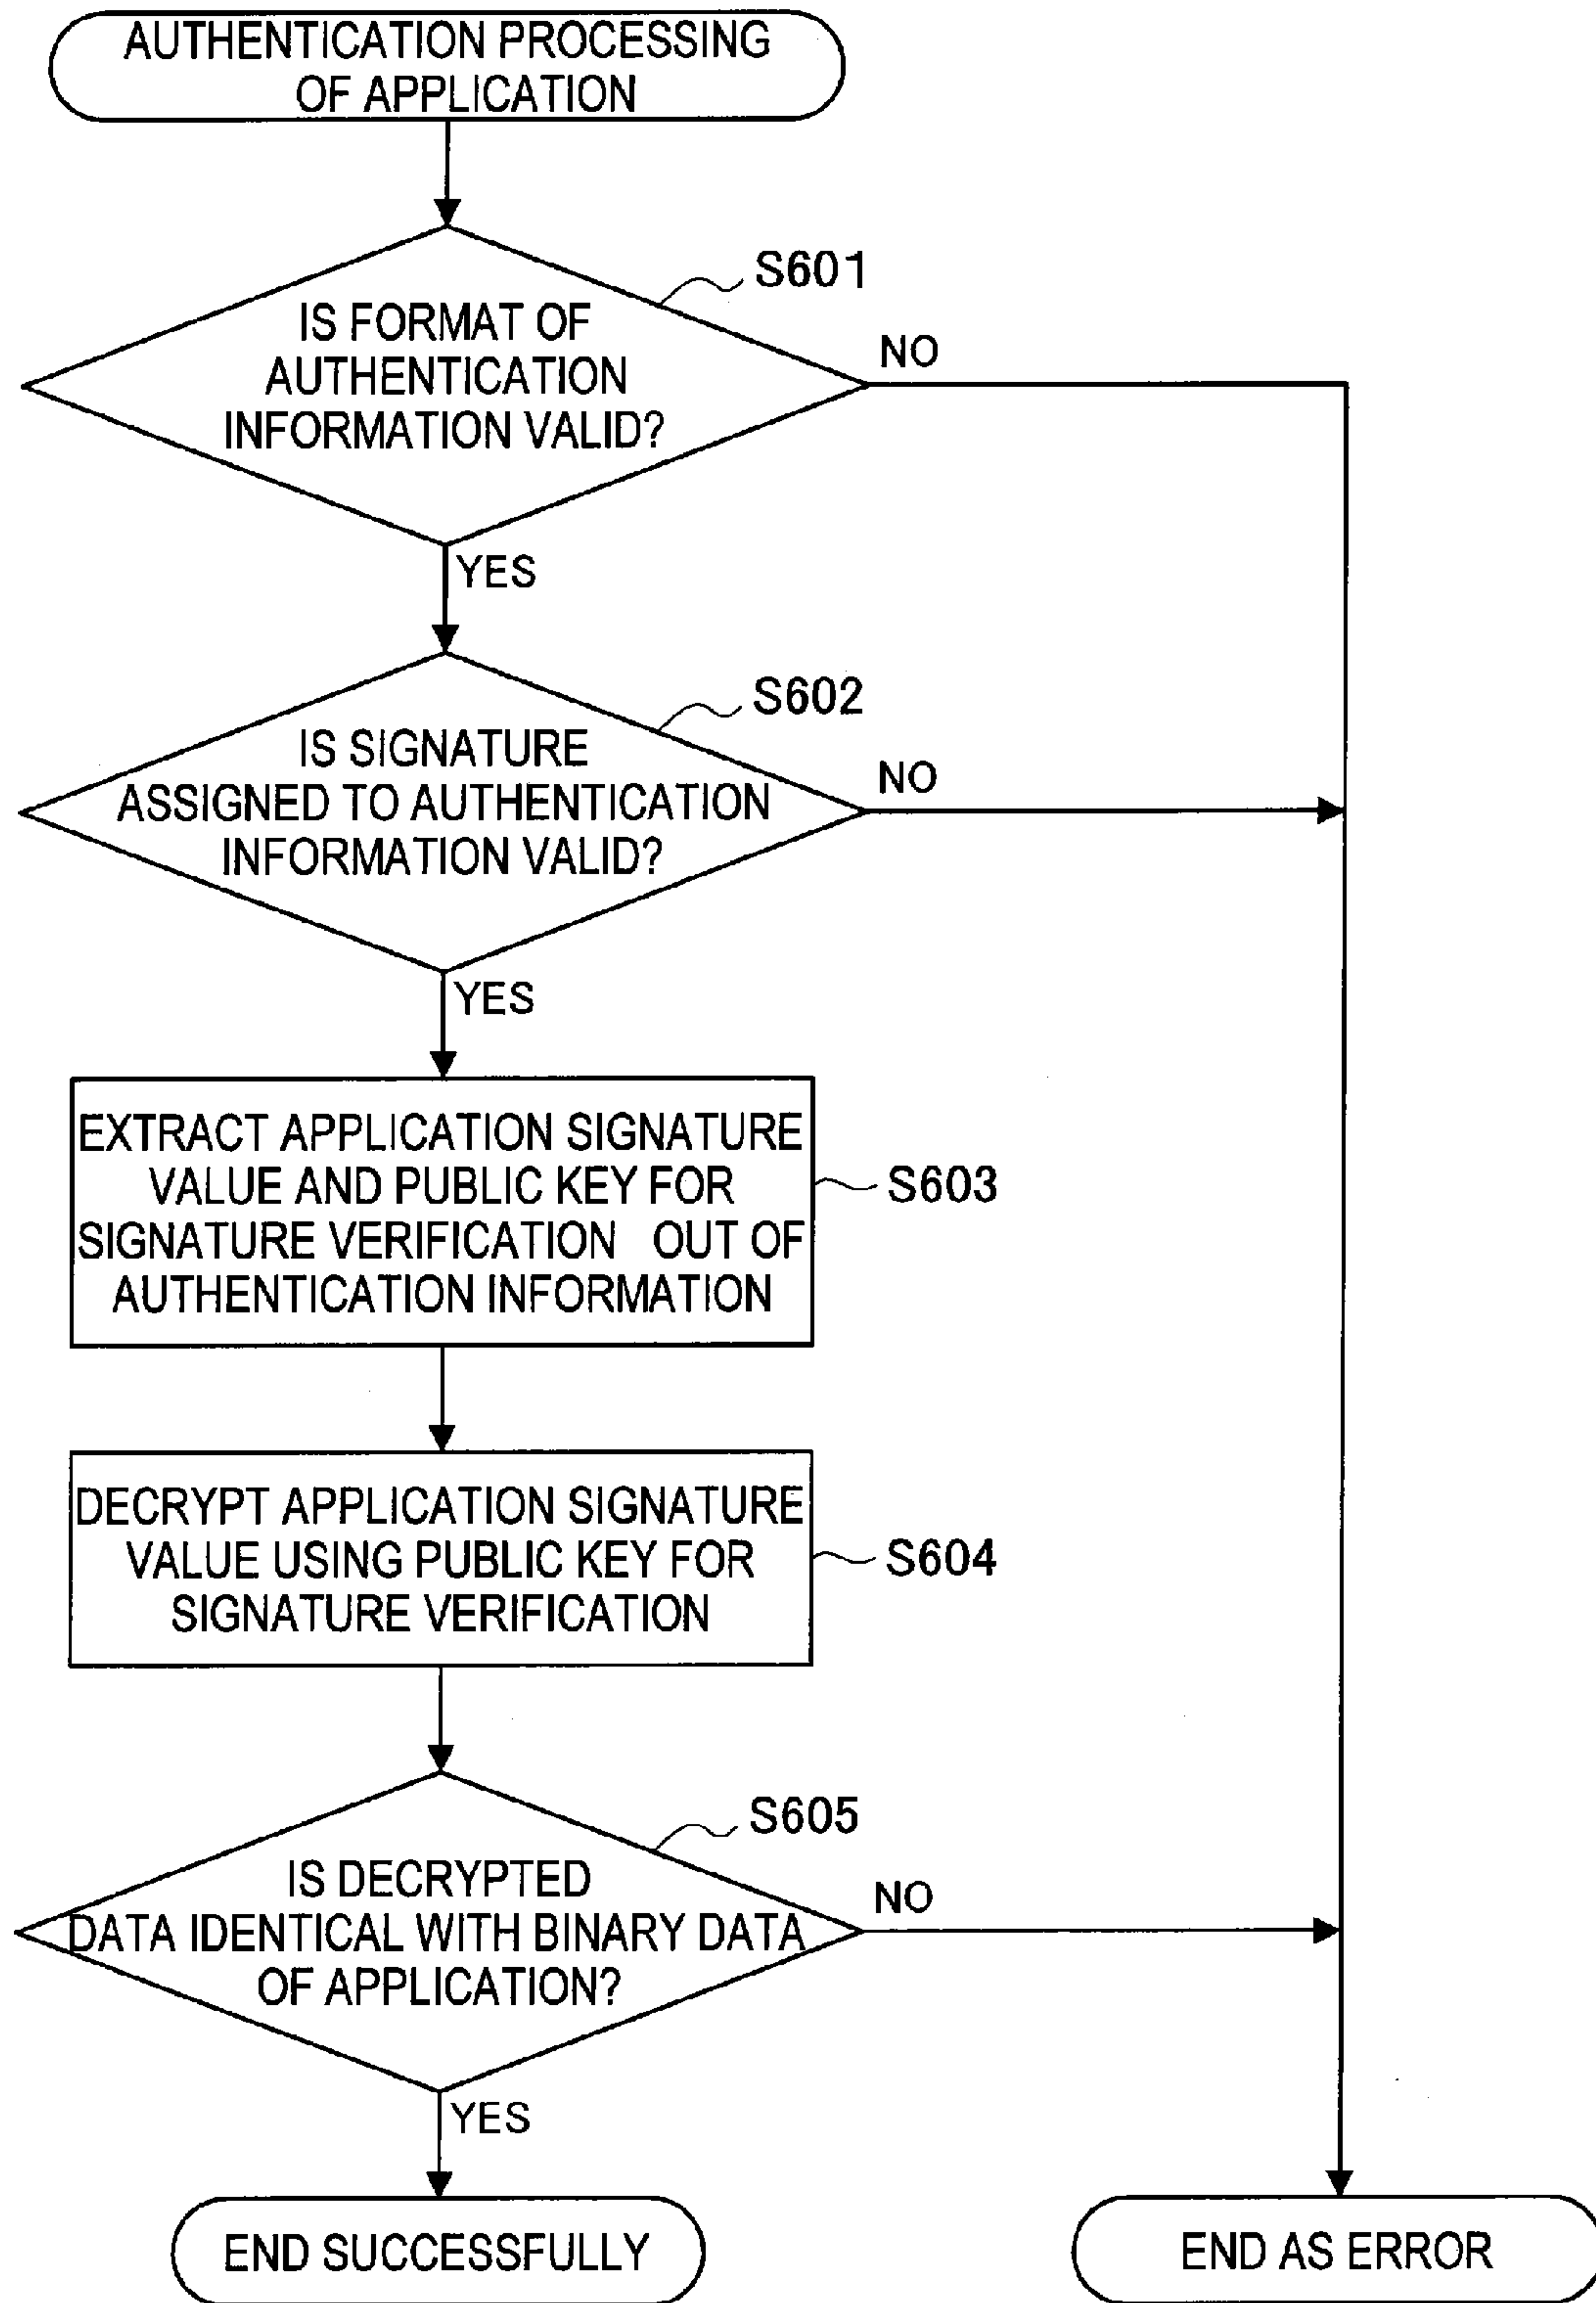 AUTHENTICATION PROCESSING
OF APPLICATION
S601
IS FORMAT OF
AUTHENTICATION
INFORMATION VALID?
NO
YES
S602
IS SIGNATURE
ASSIGNED TO AUTHENTICATION
INFORMATION VALID?
NO
YES
EXTRACT APPLICATION SIGNATURE
VALUE AND PUBLIC KEY FOR
SIGNATURE VERIFICATION OUT OF
AUTHENTICATION INFORMATION
S603
DECRYPT APPLICATION SIGNATURE
VALUE USING PUBLIC KEY FOR
SIGNATURE VERIFICATION
S604
S605
IS DECRYPTED
DATA IDENTICAL WITH BINARY DATA
OF APPLICATION?
NO
YES
END SUCCESSFULLY
END AS ERROR